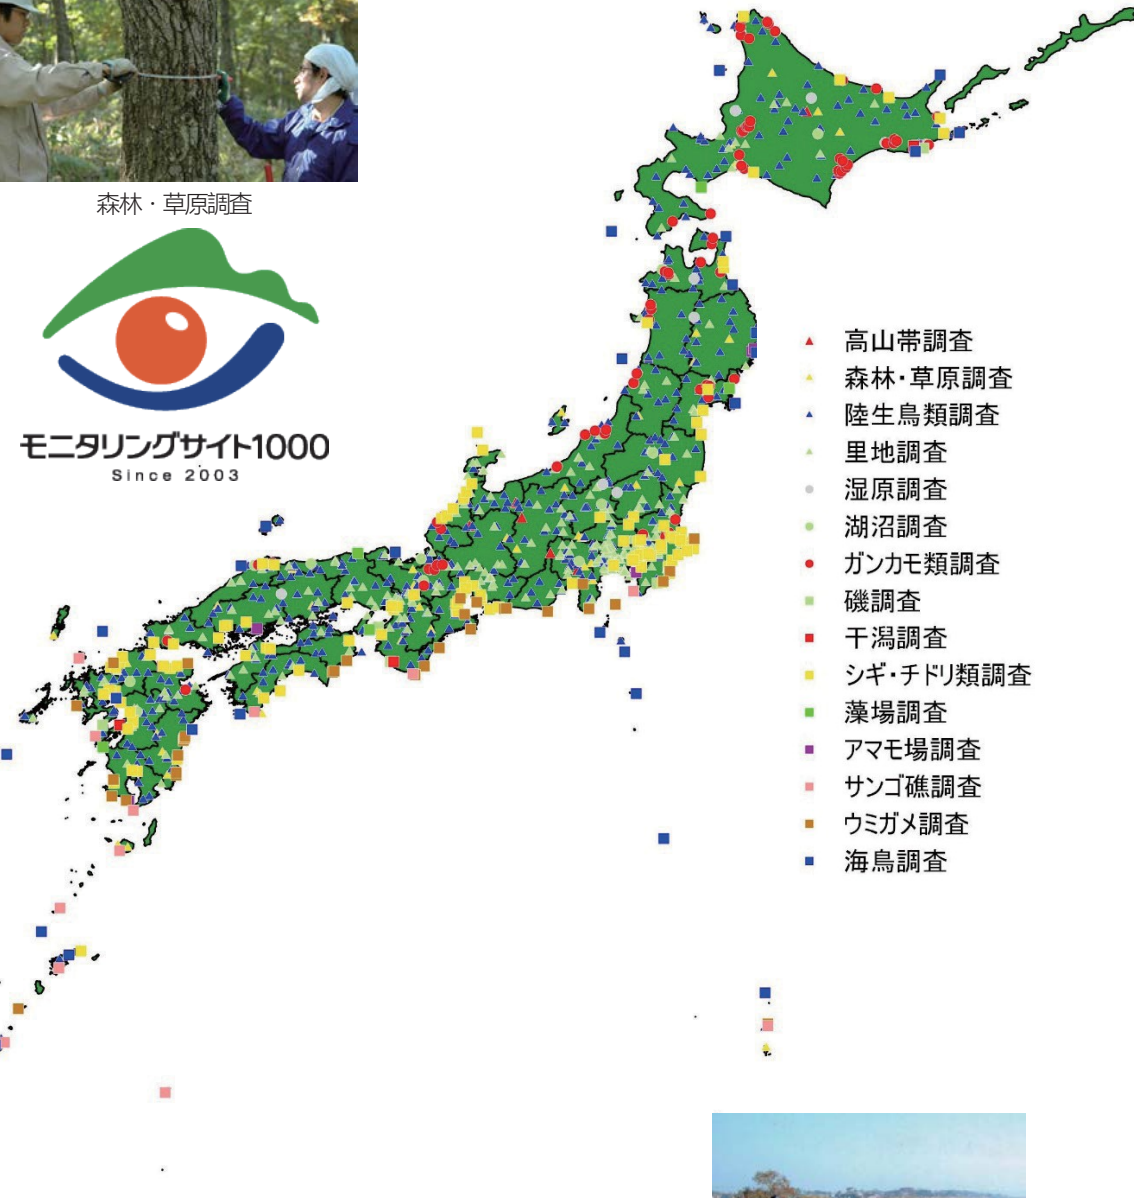 森林・草原調査
モニタリングサイト1000
Since 2003
高山帯調査
森林・草原調査
陸生鳥類調査
里地調査
湿原調査
湖沼調査
ガンカモ類調査
磯調査
干潟調査
シギ・チドリ類調査
藻場調査
アマモ場調査
サンゴ礁調査
ウミガメ調査
海鳥調査